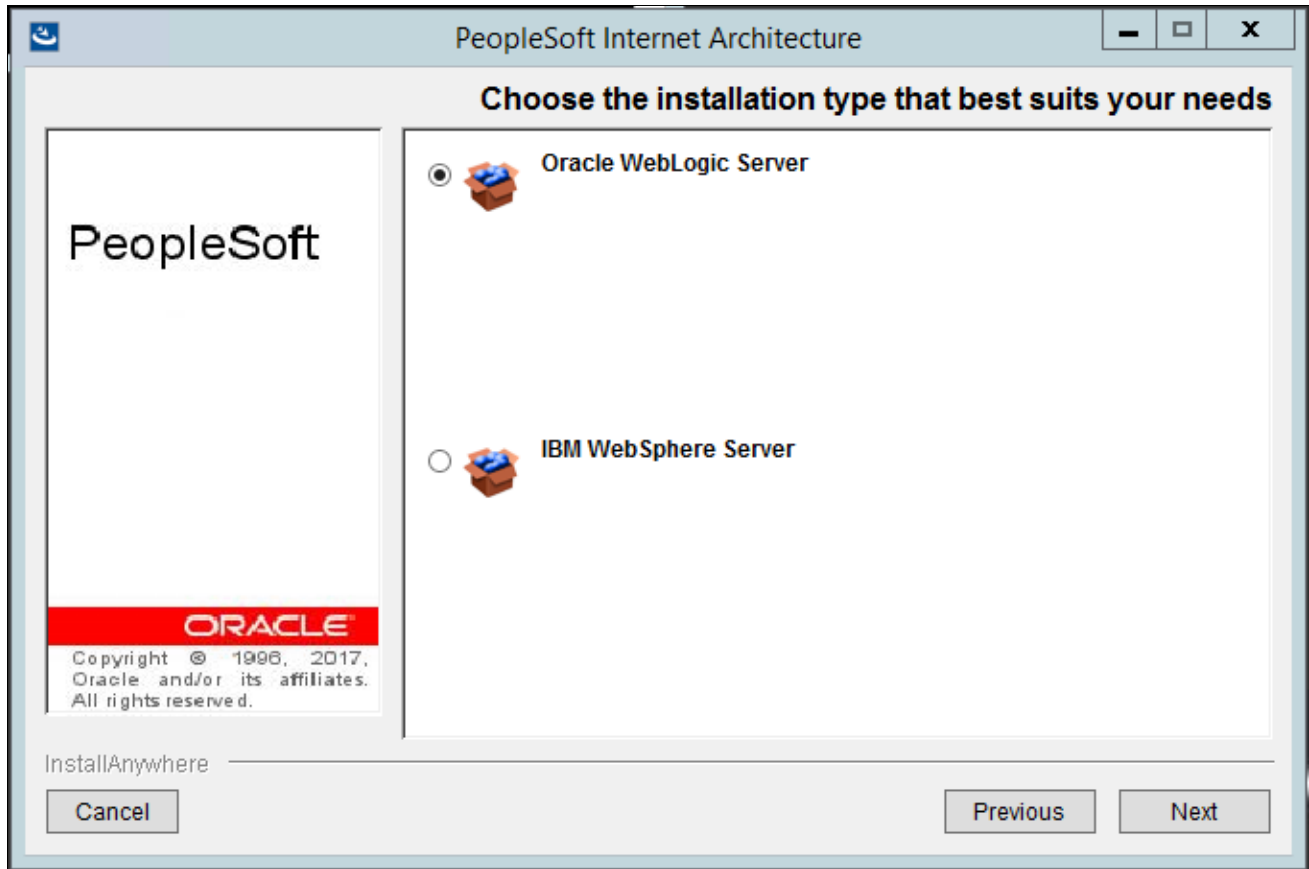 PeopleSoft Internet Architecture
Choose the installation type that best suits your needs
PeopleSoft
Oracle WebLogic Server
IBM WebSphere Server
ORACLE
Copyright © 1996, 2017,
Oracle and/or its affiliates.
All rights reserved.
InstallAnywhere
Cancel
Previous
Next